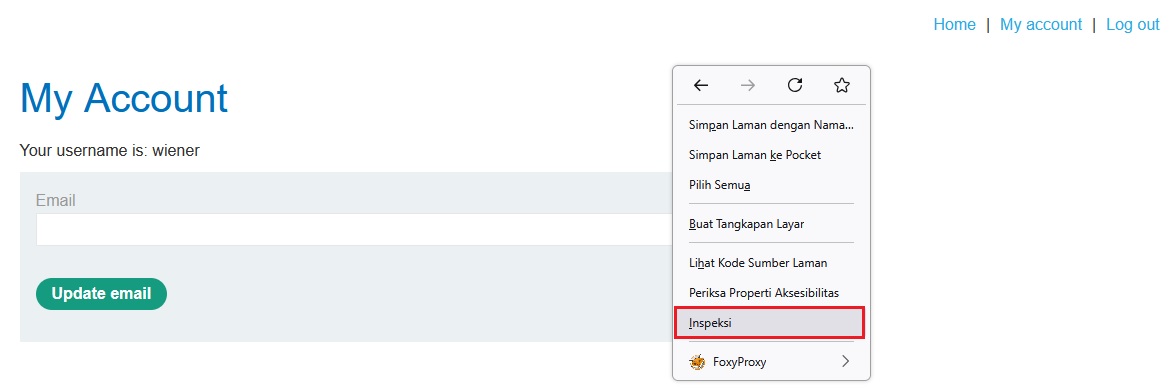 Home | My account | Log out
My Account
Your username is: wiener
Email
Update email
Simpan Laman dengan Nama...
Simpan Laman ke Pocket
Pilih Semua
Buat Tangkapan Layar
Lihat Kode Sumber Laman
Periksa Properti Aksesibilitas
Inspeksi
FoxyProxy